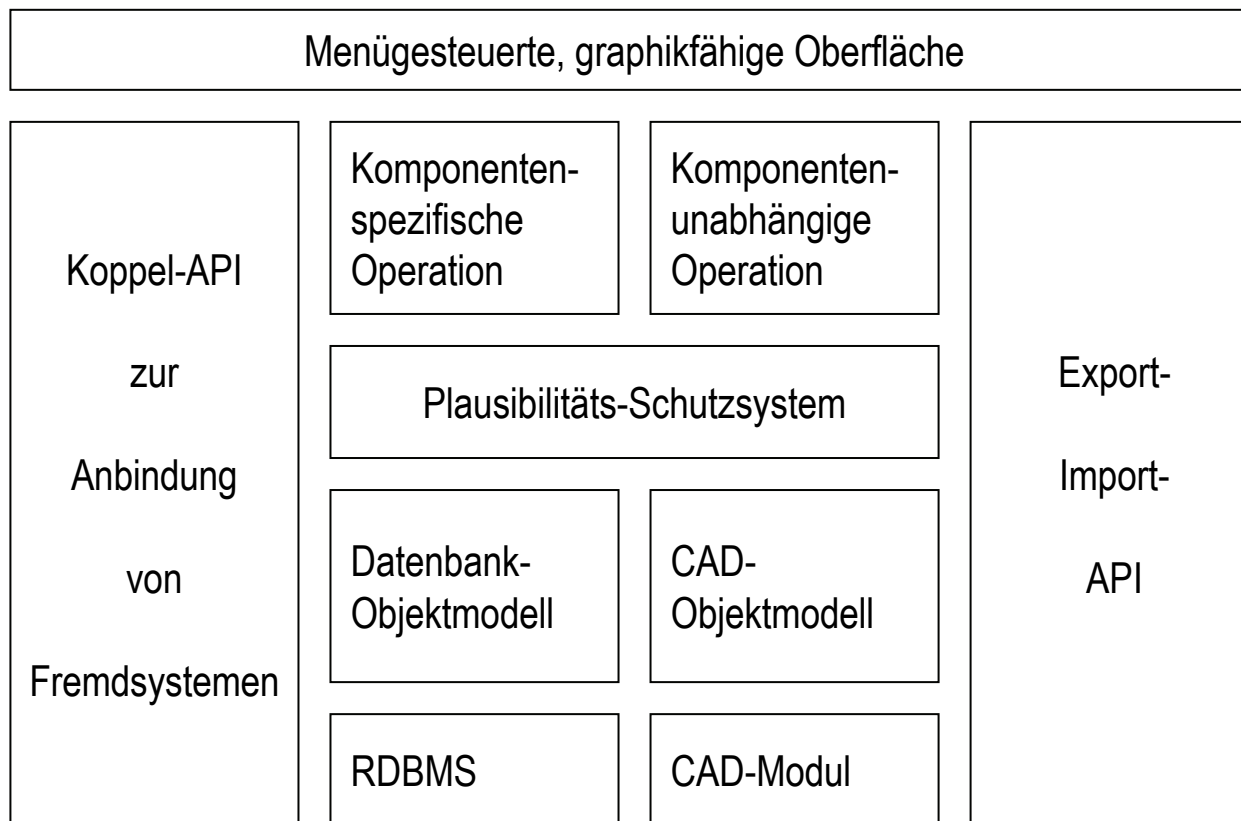 Menügesteuerte, graphikfähige Oberfläche
Koppel-API
zur
Anbindung
von
Fremdsystemen
Komponenten-
spezifische
Operation
Komponenten-
unabhängige
Operation
Plausibilitäts-Schutzsystem
Datenbank-
Objektmodell
CAD-
Objektmodell
RDBMS
CAD-Modul
Export-
Import-
API